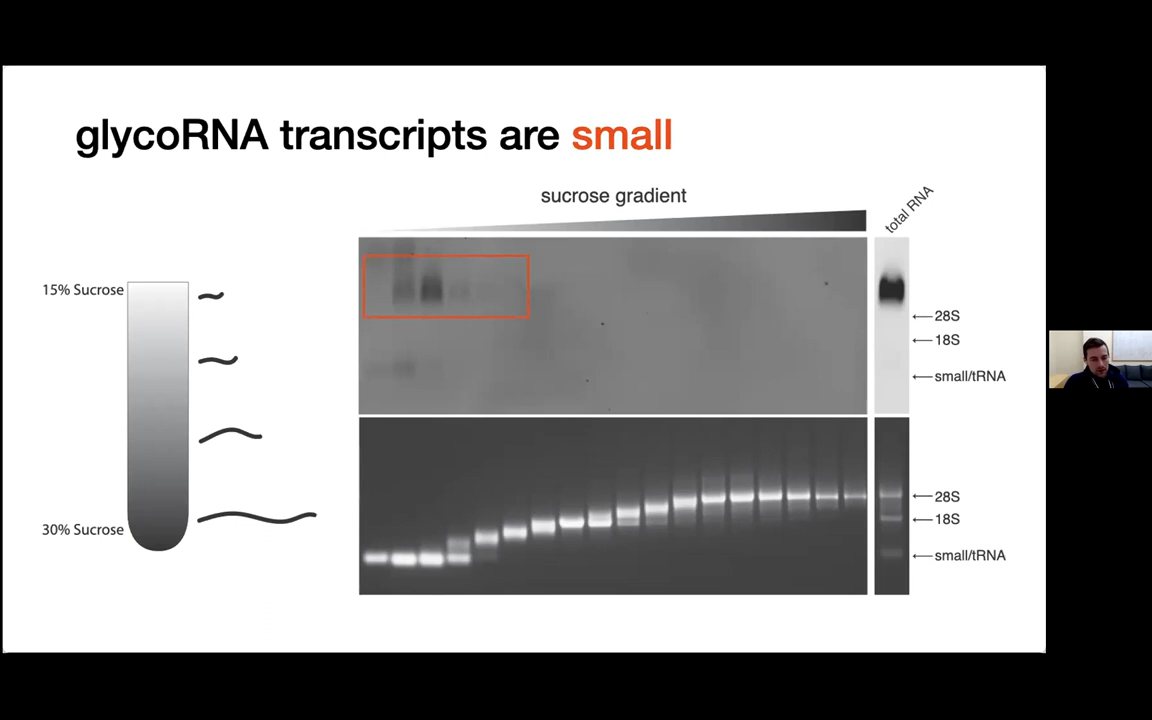 glycoRNA transcripts are small
sucrose gradient
total RNA
15% Sucrose
30% Sucrose
←28S
←18S
←small/tRNA
←28S
←18S
←small/tRNA